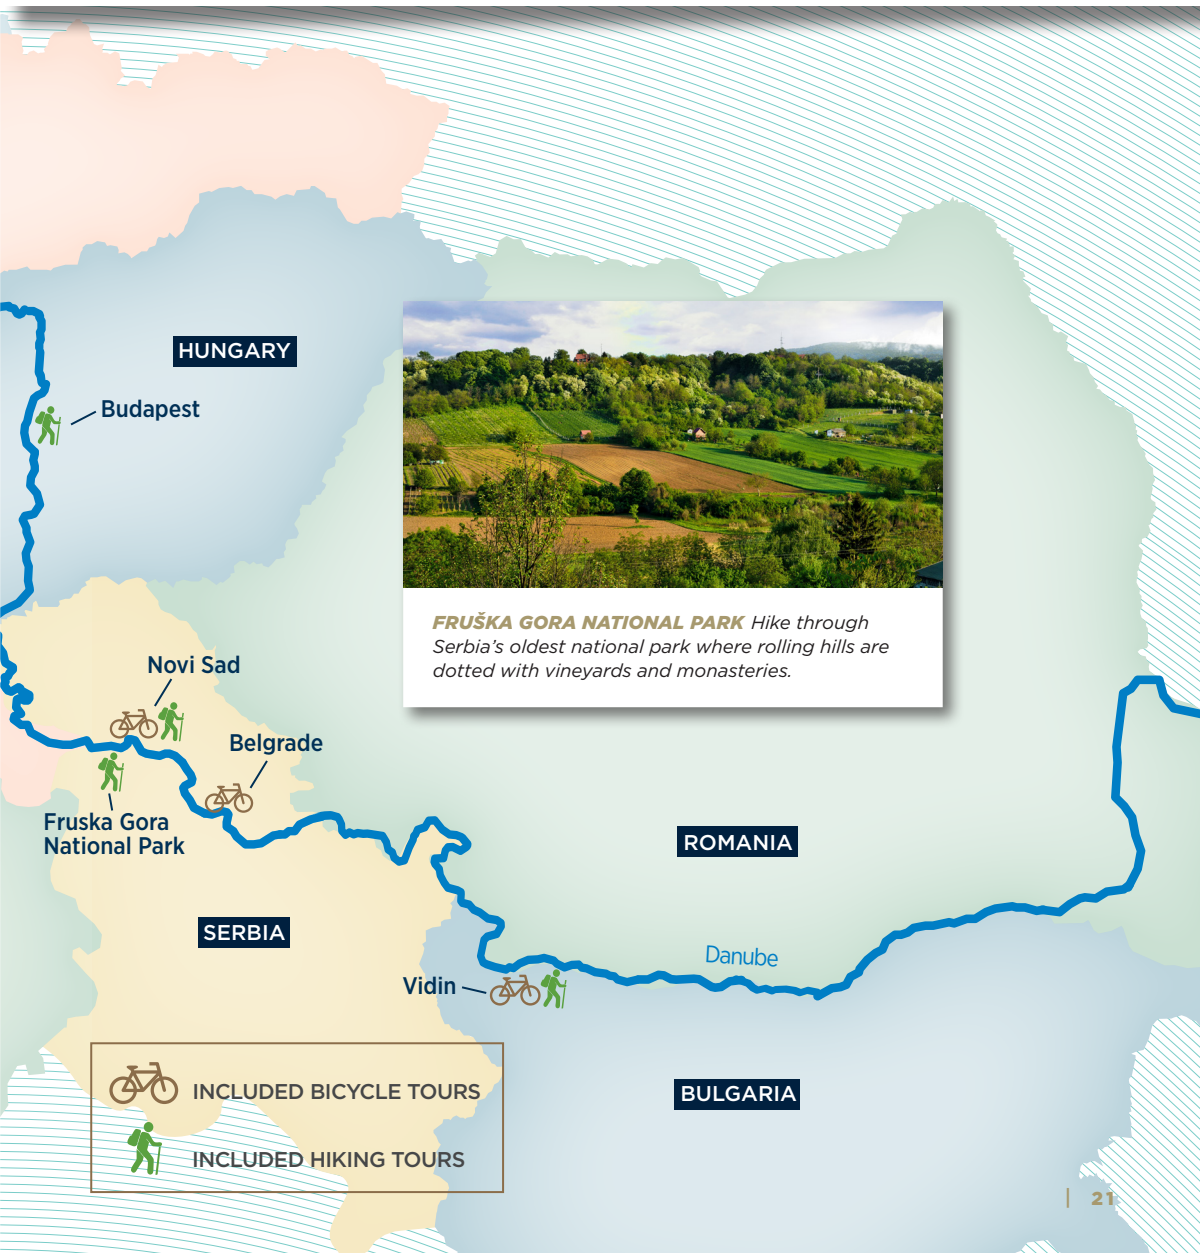 HUNGARY
Budapest
FRUŠKA GORA NATIONAL PARK Hike through
Serbia's oldest national park where rolling hills are
dotted with vineyards and monasteries.
Novi Sad
Belgrade
Fruska Gora
National Park
ROMANIA
SERBIA
Danube
Vidin
BULGARIA
INCLUDED BICYCLE TOURS
INCLUDED HIKING TOURS
| 21